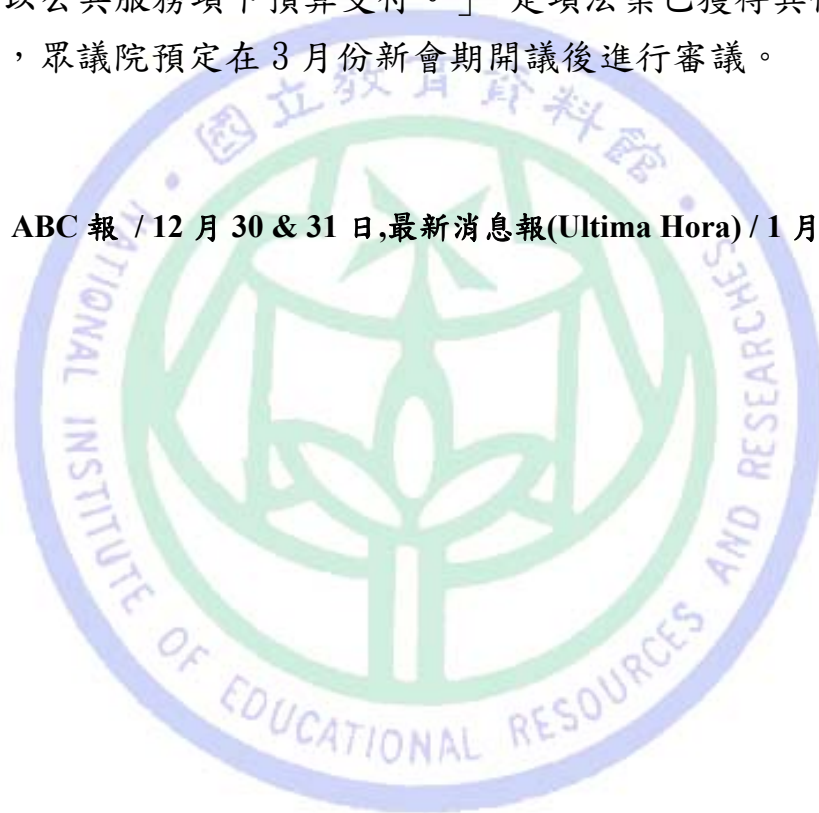 以公共服務項下預算支付。」 是項法案已獲得其
，眾議院預定在 3 月份新會期開議後進行審議。
・國立教育資料館・
ABC 報 / 12 月 30 & 31 日,最新消息報(Ultima Hora) / 1 月
NATIONAL INSTITUTE OF EDUCATIONAL RESOURCES AND RESEARCHES